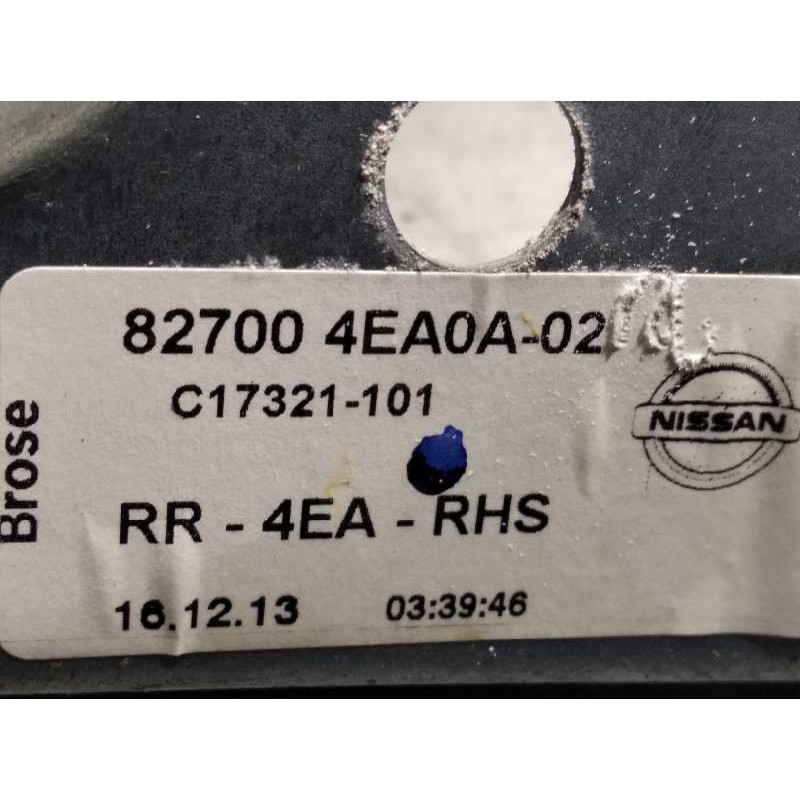 82700 4EA0A-02
C17321-101
NISSAN
Brose
RR - 4EA - RHS
16.12.13 03:39:46